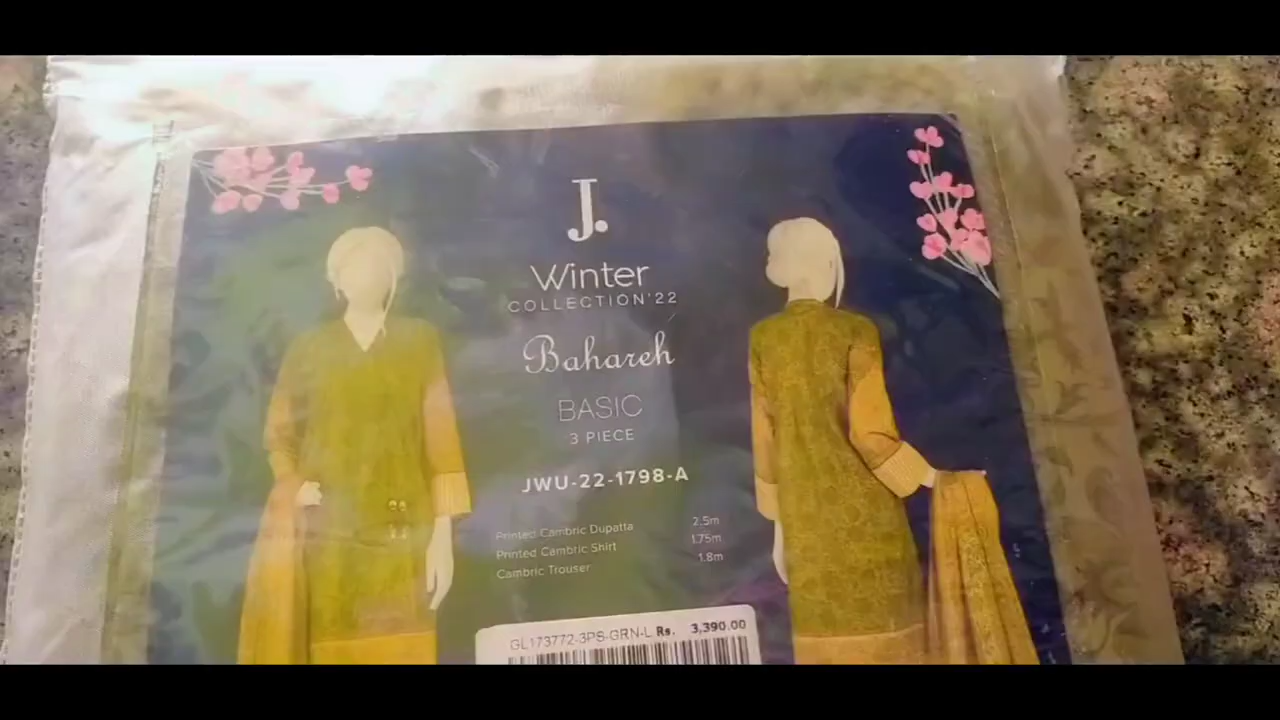 J.
Winter
COLLECTION'22
Bahareh
BASIC
3 PIECE
JWU-22-1798-A
Printed Cambric Dupatta 2.5m
Printed Cambric Shirt 1.75m
Cambric Trouser 1.8m
GL173772-3PS-GRN-L Rs. 3,390.00